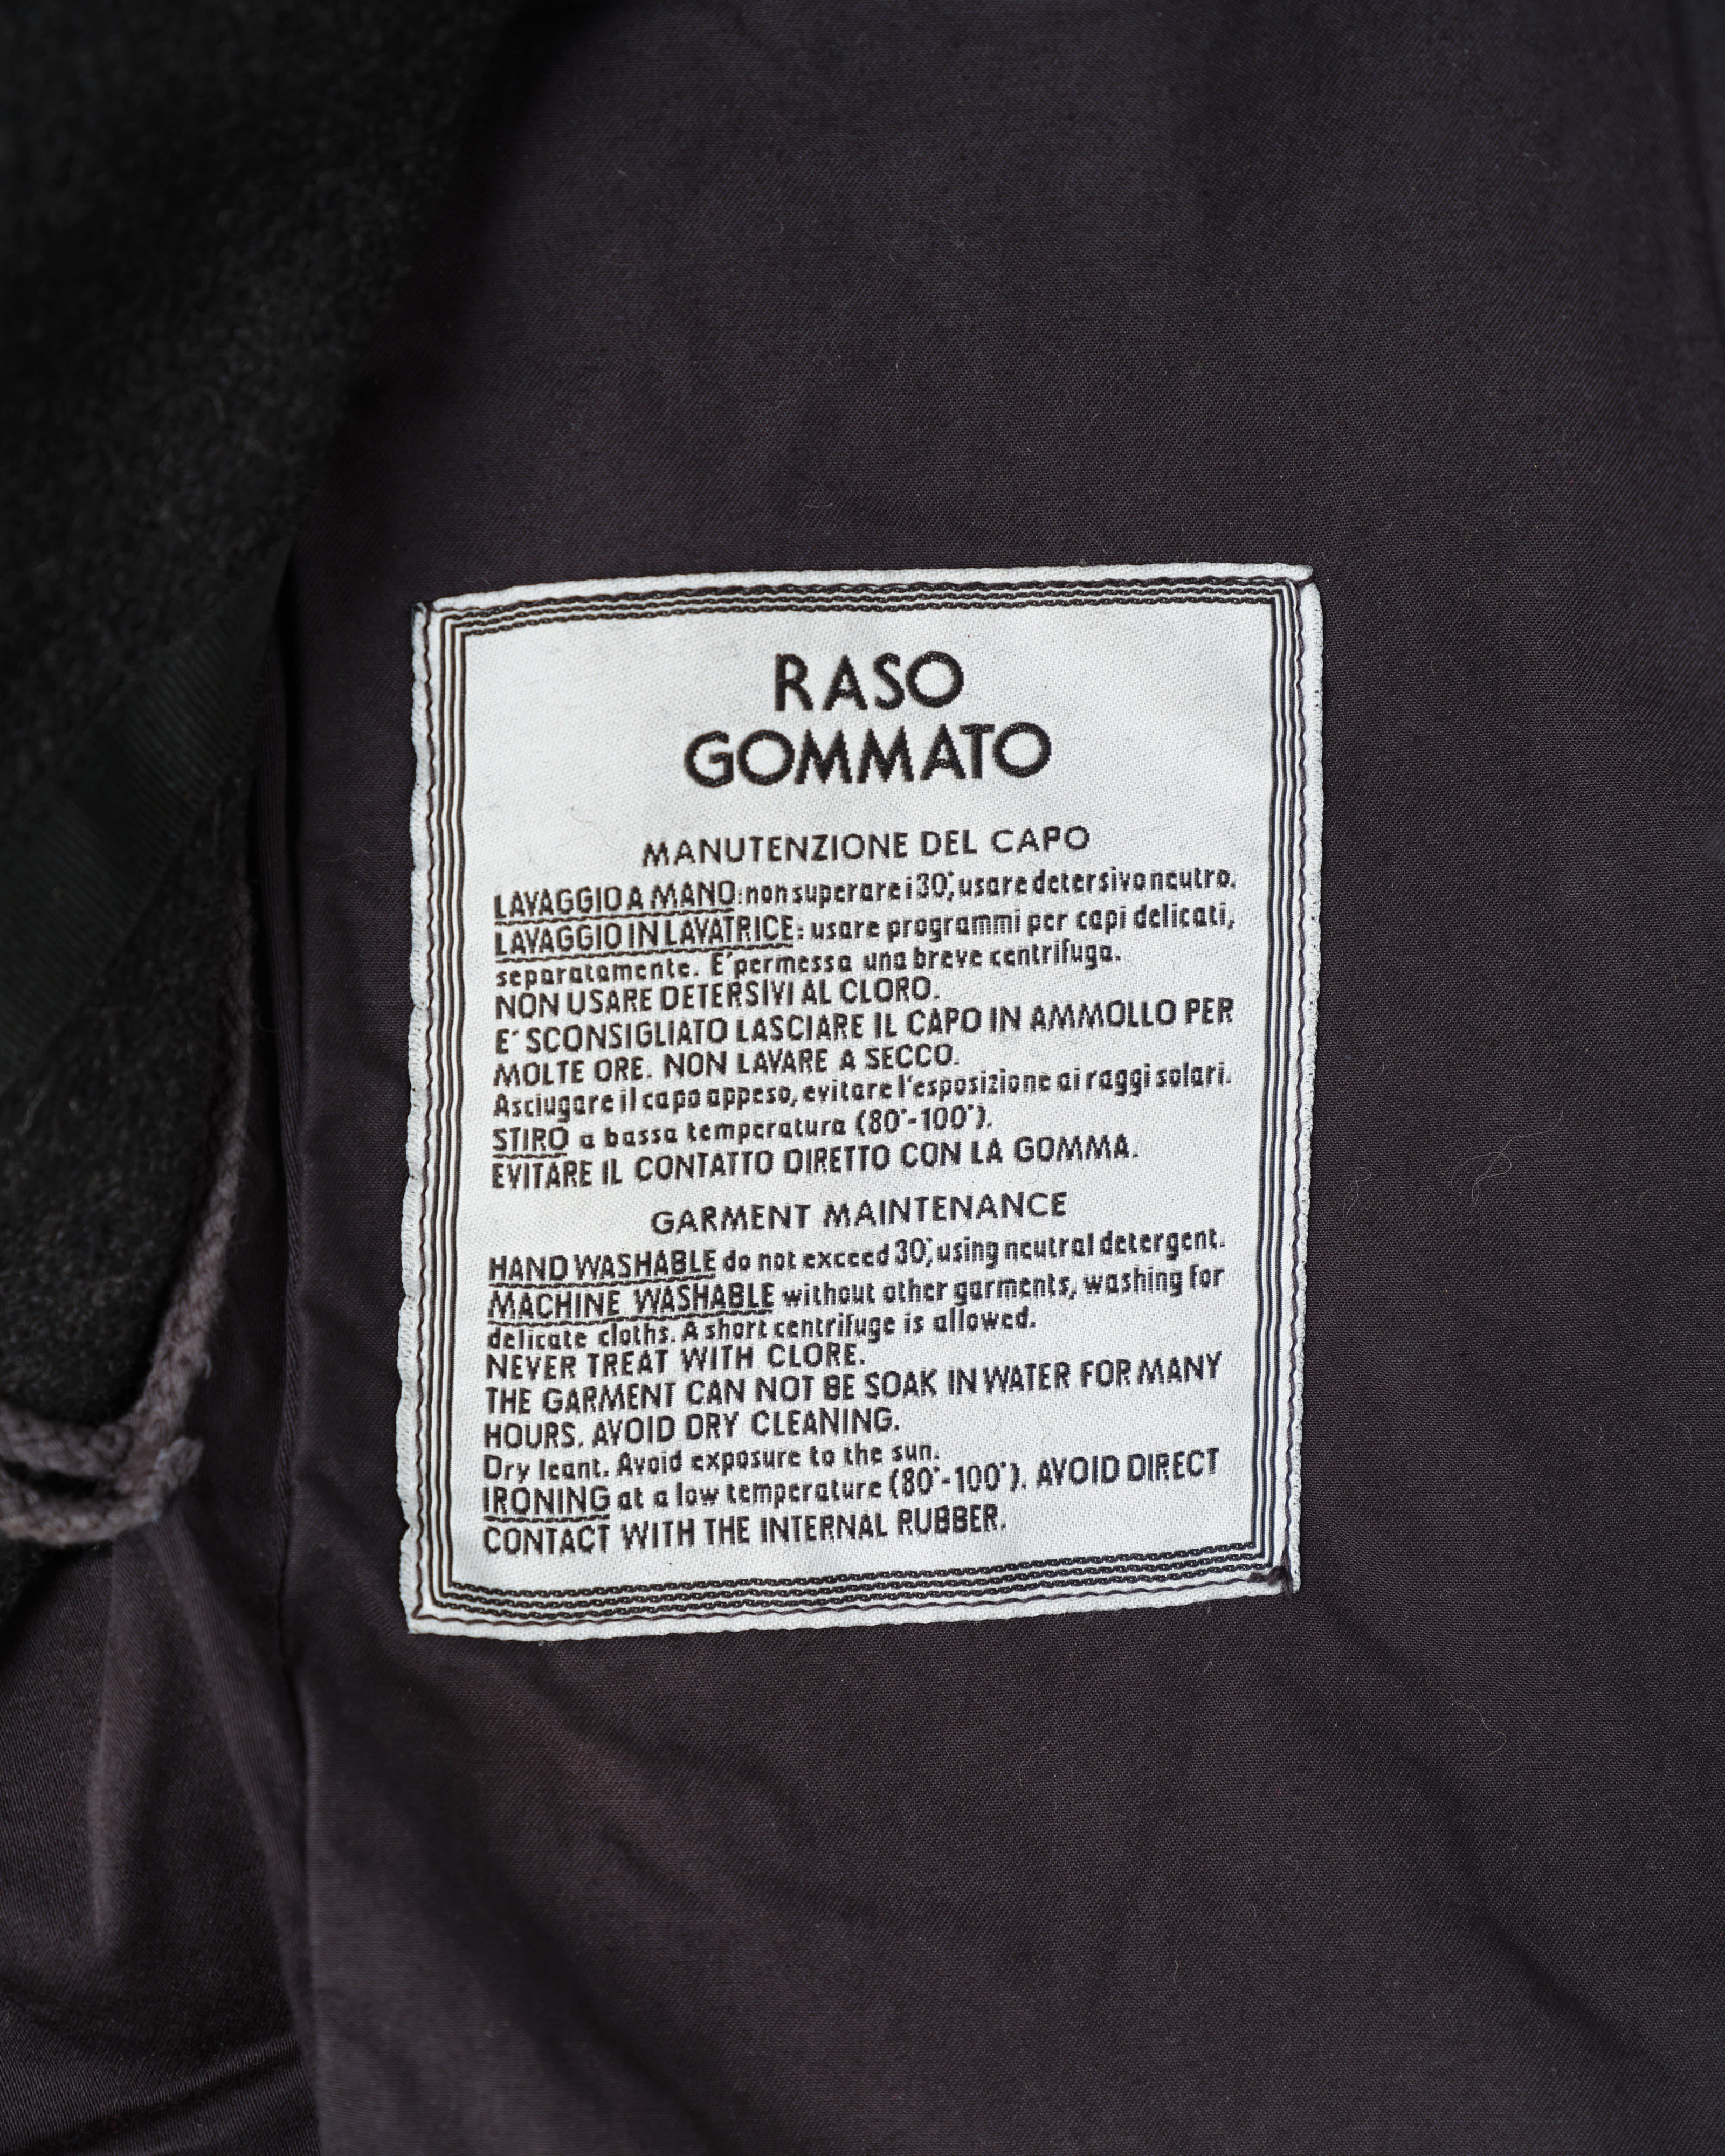 RASO
GOMMATO
MANUTENZIONE DEL CAPO
LAVAGGIO A MANO: non superare i 30°, usare detersivo neutro.
LAVAGGIO IN LAVATRICE: usare programmi per capi delicati,
separatamente. E' permessa una breve centrifuga.
NON USARE DETERSIVI AL CLORO.
E' SCONSIGLIATO LASCIARE IL CAPO IN AMMOLLO PER
MOLTE ORE. NON LAVARE A SECCO.
Asciugare il capo appeso, evitare l'esposizione ai raggi solari.
STIRO a bassa temperatura (80°-100°).
EVITARE IL CONTATTO DIRETTO CON LA GOMMA.
GARMENT MAINTENANCE
HAND WASHABLE do not exceed 30°, using neutral detergent.
MACHINE WASHABLE without other garments, washing for
delicate cloths. A short centrifuge is allowed.
NEVER TREAT WITH CLORE.
THE GARMENT CAN NOT BE SOAK IN WATER FOR MANY
HOURS. AVOID DRY CLEANING.
Dry leant. Avoid exposure to the sun.
IRONING at a low temperature (80°-100°). AVOID DIRECT
CONTACT WITH THE INTERNAL RUBBER.